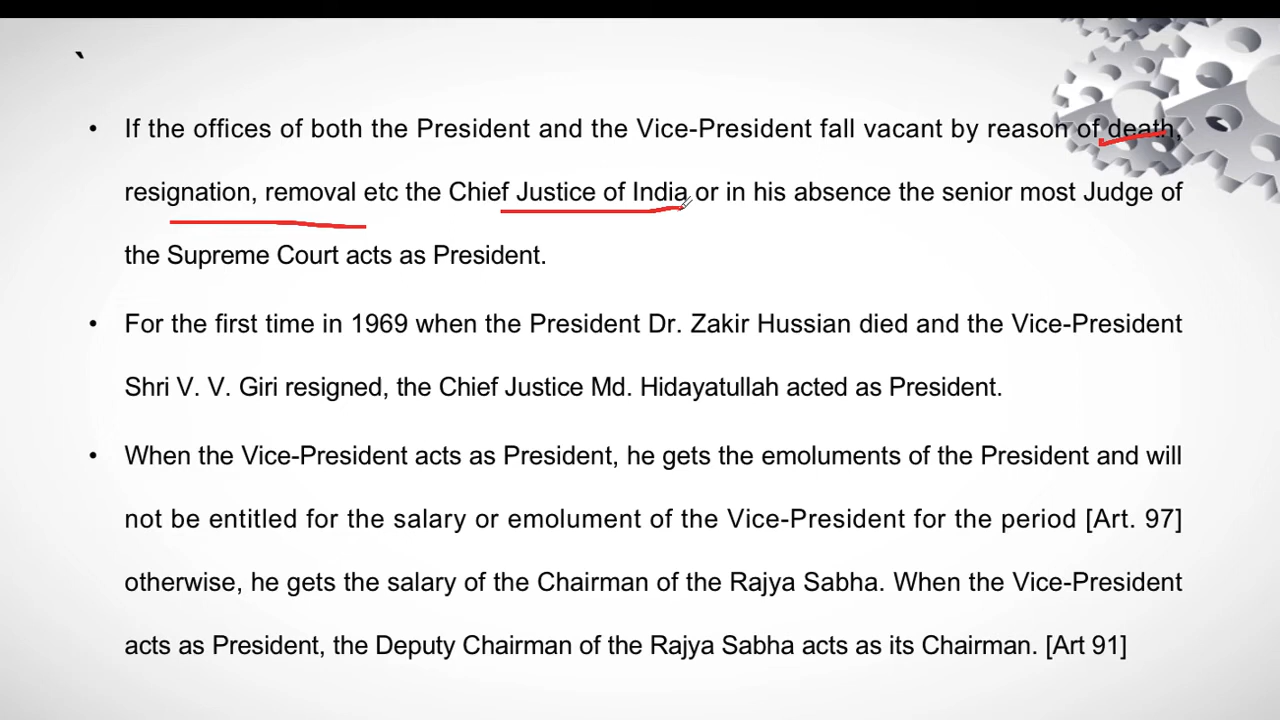 `
• If the offices of both the President and the Vice-President fall vacant by reason of death,
resignation, removal etc the Chief Justice of India or in his absence the senior most Judge of
the Supreme Court acts as President.
• For the first time in 1969 when the President Dr. Zakir Hussian died and the Vice-President
Shri V. V. Giri resigned, the Chief Justice Md. Hidayatullah acted as President.
• When the Vice-President acts as President, he gets the emoluments of the President and will
not be entitled for the salary or emolument of the Vice-President for the period [Art. 97]
otherwise, he gets the salary of the Chairman of the Rajya Sabha. When the Vice-President
acts as President, the Deputy Chairman of the Rajya Sabha acts as its Chairman. [Art 91]